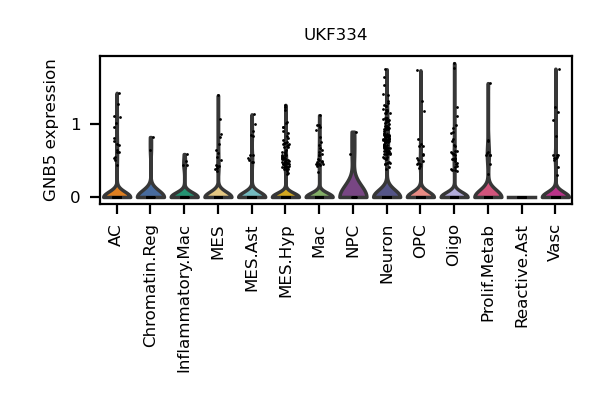 UKF334
GNB5 expression
1
0
AC
Chromatin.Reg
Inflammatory.Mac
MES
MES.Ast
MES.Hyp
Mac
NPC
Neuron
OPC
Oligo
Prolif.Metab
Reactive.Ast
Vasc